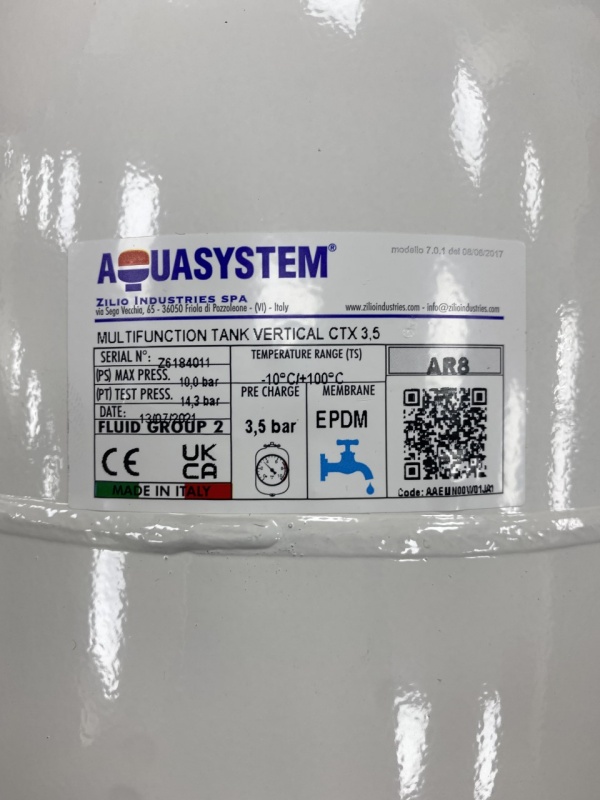 AQUASYSTEM®
modello 7.0.1 del 08/06/2017
ZILIO INDUSTRIES SPA
via Sega Vecchia, 65 - 36050 Friola di Pozzoleone - (VI) - Italy
www.zilioindustries.com - info@zilioindustries.com
MULTIFUNCTION TANK VERTICAL CTX 3,5
SERIAL N°: Z6184011
(PS) MAX PRESS. 10,0 bar
(PT) TEST PRESS. 14,3 bar
DATE: 13/07/2021
FLUID GROUP 2
CE
UK
CA
MADE IN ITALY
TEMPERATURE RANGE (TS)
-10°C/+100°C
PRE CHARGE
3,5 bar
MEMBRANE
EPDM
AR8
Code: